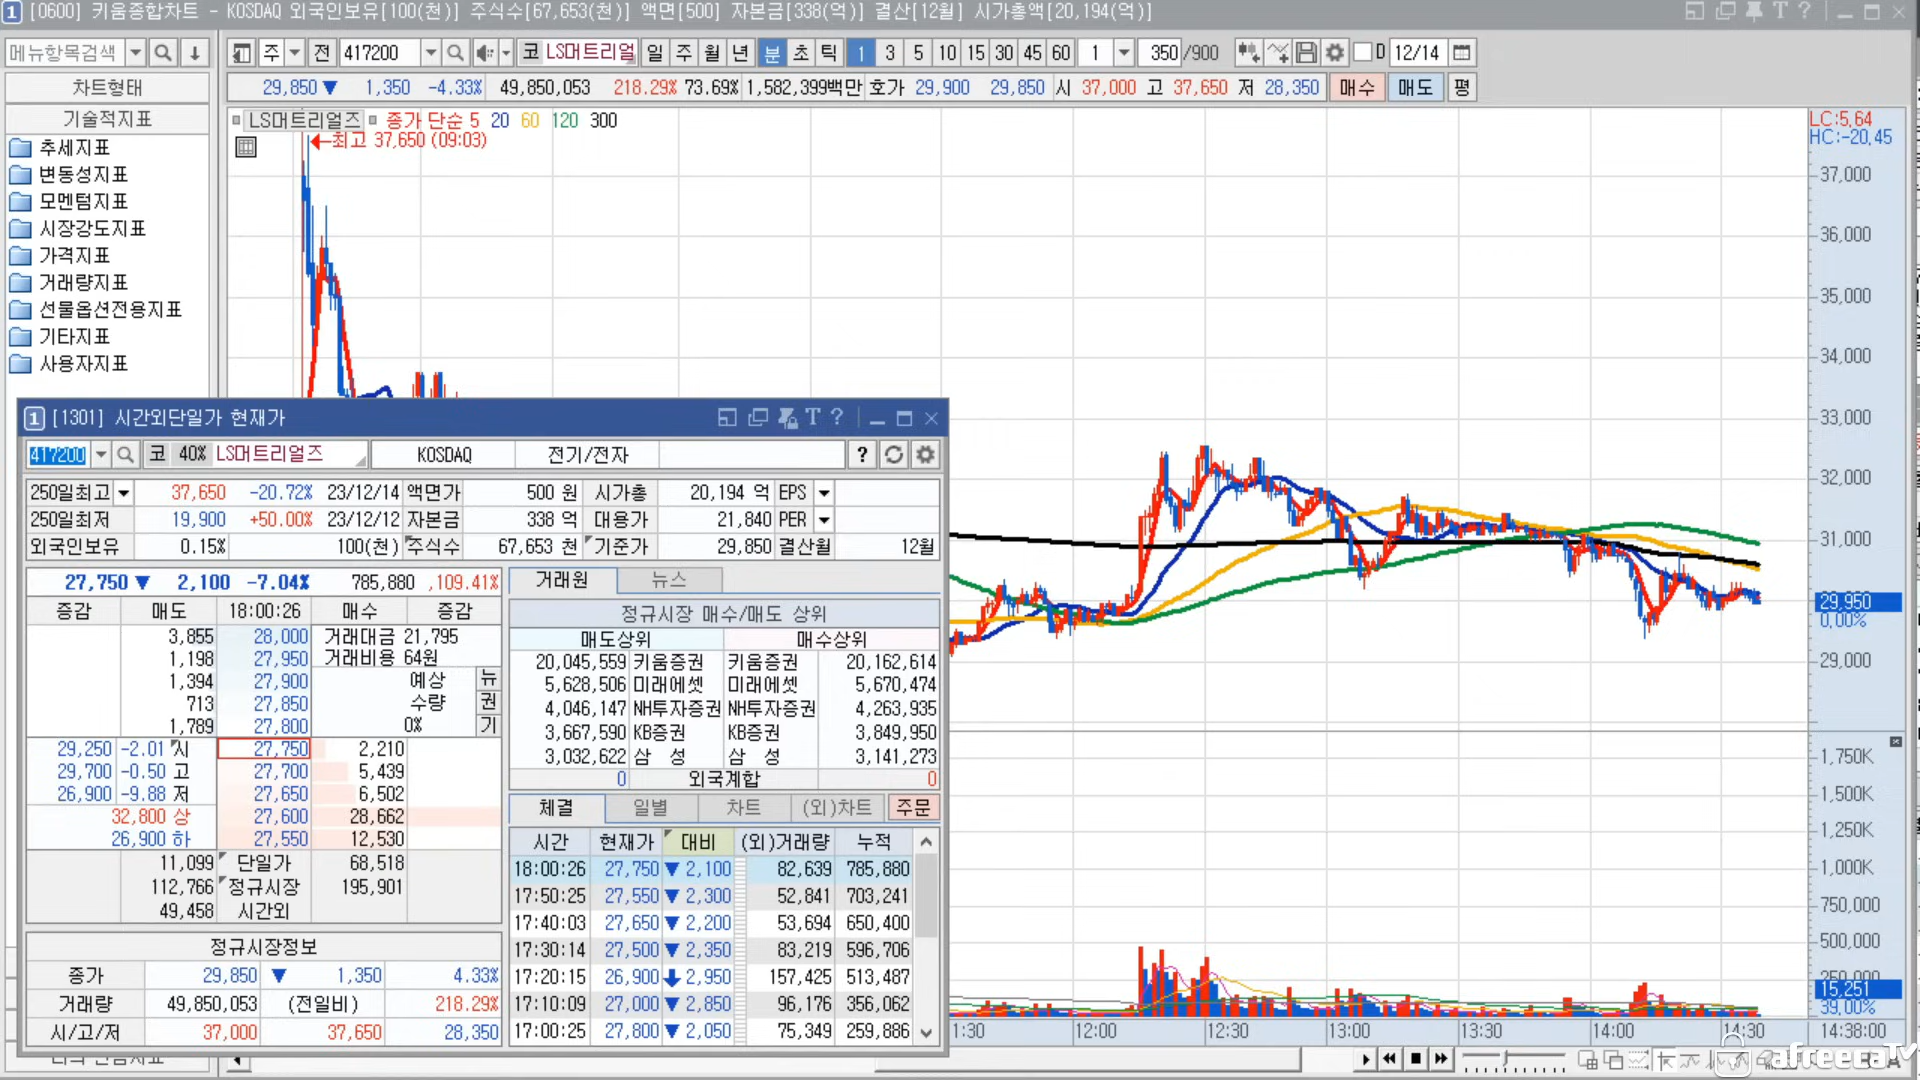 1 [0600] 키움종합차트 - KOSDAQ 외국인보유[100(천)] 주식수[67,653(천)] 액면[500] 자본금[338(억)] 결산[12월] 시가총액[20,194(억)]
메뉴항목검색 주 전 417200 코 LS머트리얼 일 주 월 년 분 초 틱 1 3 5 10 15 30 45 60 1 350 /900 D 12/14
차트형태 29,850 ▼ 1,350 -4.33% 49,850,053 218.29% 73.69% 1,582,399백만 호가 29,900 29,850 시 37,000 고 37,650 저 28,350 매수 매도 평
기술적지표
추세지표
변동성지표
모멘텀지표
시장강도지표
가격지표
거래량지표
선물옵션전용지표
기타지표
사용자지표
LS머트리얼즈 종가 단순 5 20 60 120 300
최고 37,650 (09:03)
LC:5.64
HC:-20.45
37,000
36,000
35,000
34,000
33,000
32,000
31,000
29,950
0.00%
29,000
1,750K
1,500K
1,250K
1,000K
750,000
500,000
250,000
15,251
39.00%
1:30 12:00 12:30 13:00 13:30 14:00 14:30 14:38:00
1 [1301] 시간외단일가 현재가
417200 코 40% LS머트리얼즈 KOSDAQ 전기/전자
250일최고 37,650 -20.72% 23/12/14 액면가 500 원 시가총 20,194 억 EPS
250일최저 19,900 +50.00% 23/12/12 자본금 338 억 대용가 21,840 PER
외국인보유 0.15% 100(천) 주식수 67,653 천 기준가 29,850 결산월 12월
27,750 ▼ 2,100 -7.04% 785,880 109.41%
증감 매도 18:00:26 매수 증감
3,855 28,000 거래대금 21,795
1,198 27,950 거래비용 64원
1,394 27,900 예상 뉴
713 27,850 수량 권
1,789 27,800 0% 기
29,250 -2.01 시 27,750 2,210
29,700 -0.50 고 27,700 5,439
26,900 -9.88 저 27,650 6,502
32,800 상 27,600 28,662
26,900 하 27,550 12,530
11,099 단일가 68,518
112,766 정규시장 195,901
49,458 시간외
정규시장정보
종가 29,850 ▼ 1,350 4.33%
거래량 49,850,053 (전일비) 218.29%
시/고/저 37,000 37,650 28,350
거래원 뉴스
정규시장 매수/매도 상위
매도상위 매수상위
20,045,559 키움증권 키움증권 20,162,614
5,628,506 미래에셋 미래에셋 5,670,474
4,046,147 NH투자증권 NH투자증권 4,263,935
3,667,590 KB증권 KB증권 3,849,950
3,032,622 삼 성 삼 성 3,141,273
0 외국계합 0
체결 일별 차트 (외)차트 주문
시간 현재가 대비 (외)거래량 누적
18:00:26 27,750 ▼ 2,100 82,639 785,880
17:50:25 27,550 ▼ 2,300 52,841 703,241
17:40:03 27,650 ▼ 2,200 53,694 650,400
17:30:14 27,500 ▼ 2,350 83,219 596,706
17:20:15 26,900 ↓ 2,950 157,425 513,487
17:10:09 27,000 ▼ 2,850 96,176 356,062
17:00:25 27,800 ▼ 2,050 75,349 259,886
afreecaTV